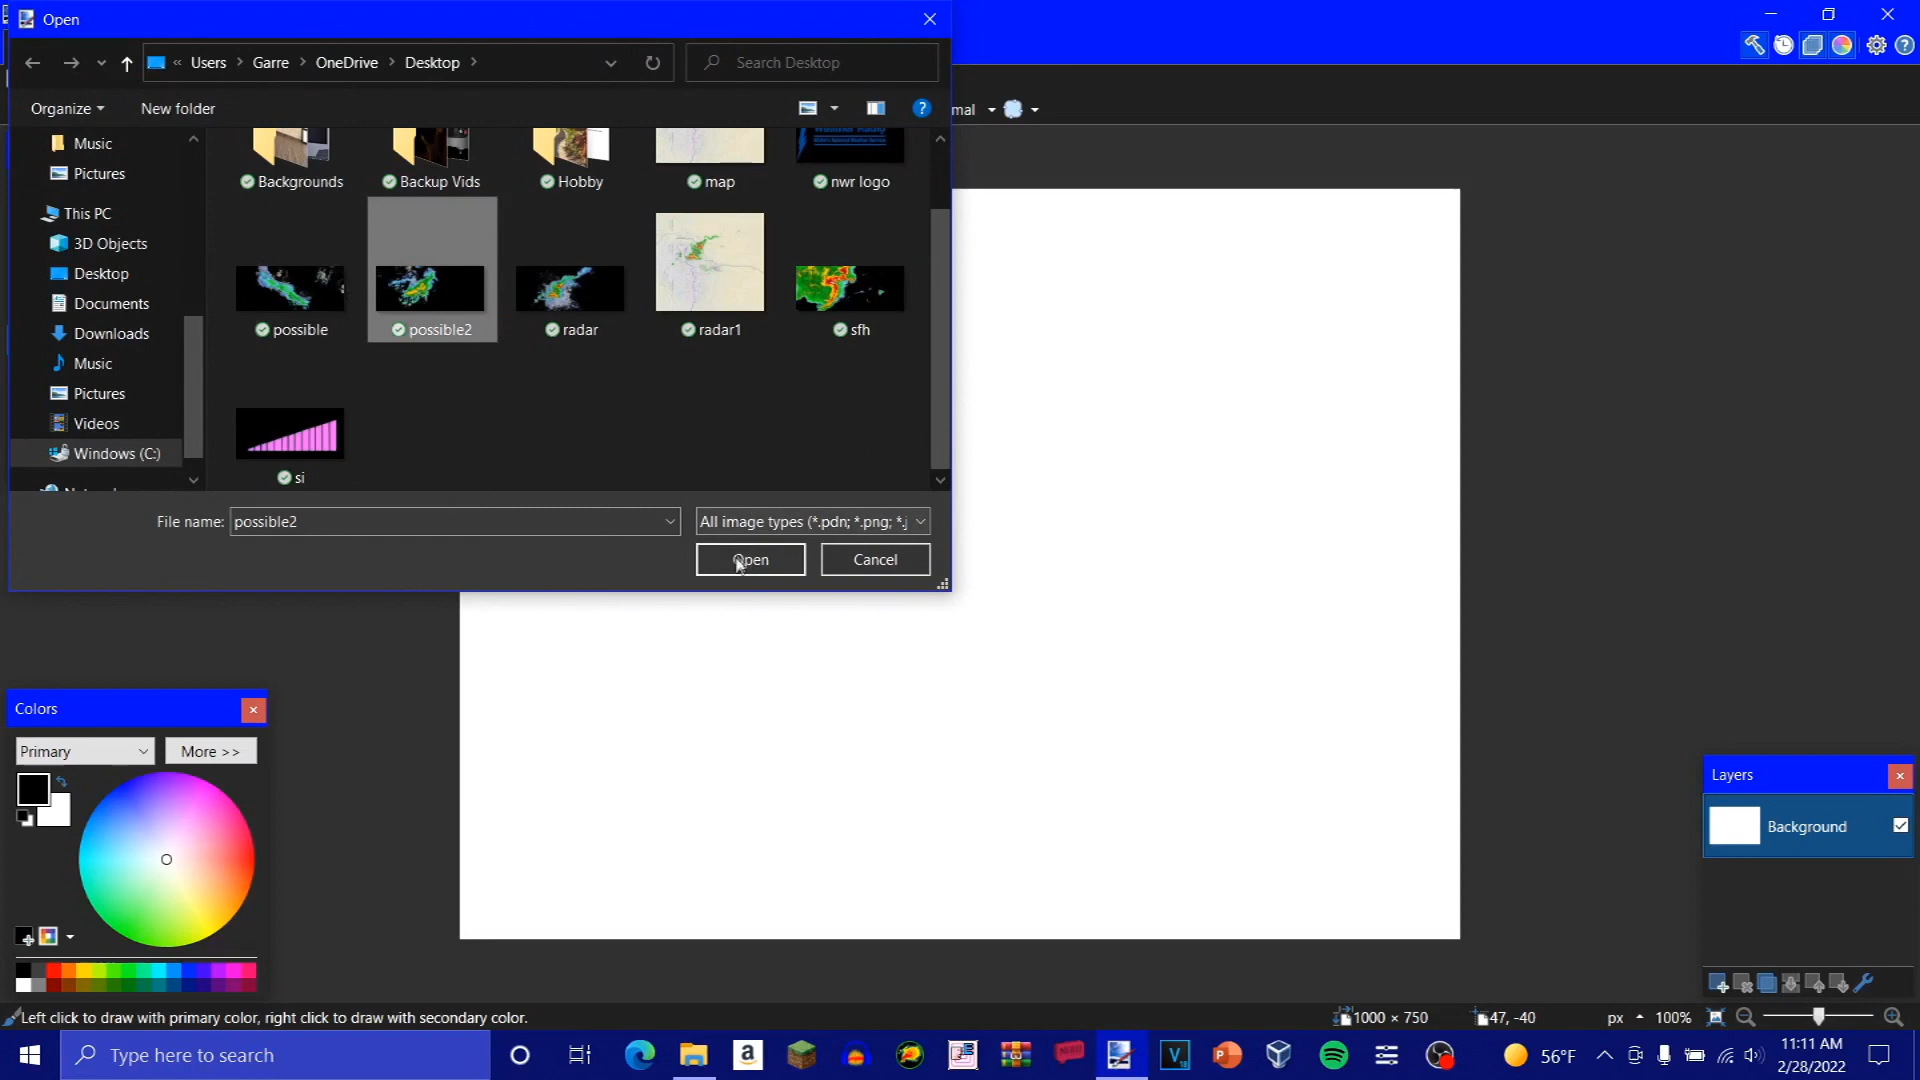 Open
« Users › Garre › OneDrive › Desktop ›
Search Desktop
Organize
New folder
mal
Music
Pictures
This PC
3D Objects
Desktop
Documents
Downloads
Music
Pictures
Videos
Windows (C:)
Backgrounds
Backup Vids
Hobby
map
nwr logo
possible
possible2
radar
radar1
sfh
si
File name:
possible2
All image types (*.pdn; *.png; *.j
Open
Cancel
Colors
Primary
More >>
Layers
Background
Left click to draw with primary color, right click to draw with secondary color.
1000 × 750
47, -40
px
100%
Type here to search
56°F
11:11 AM
2/28/2022